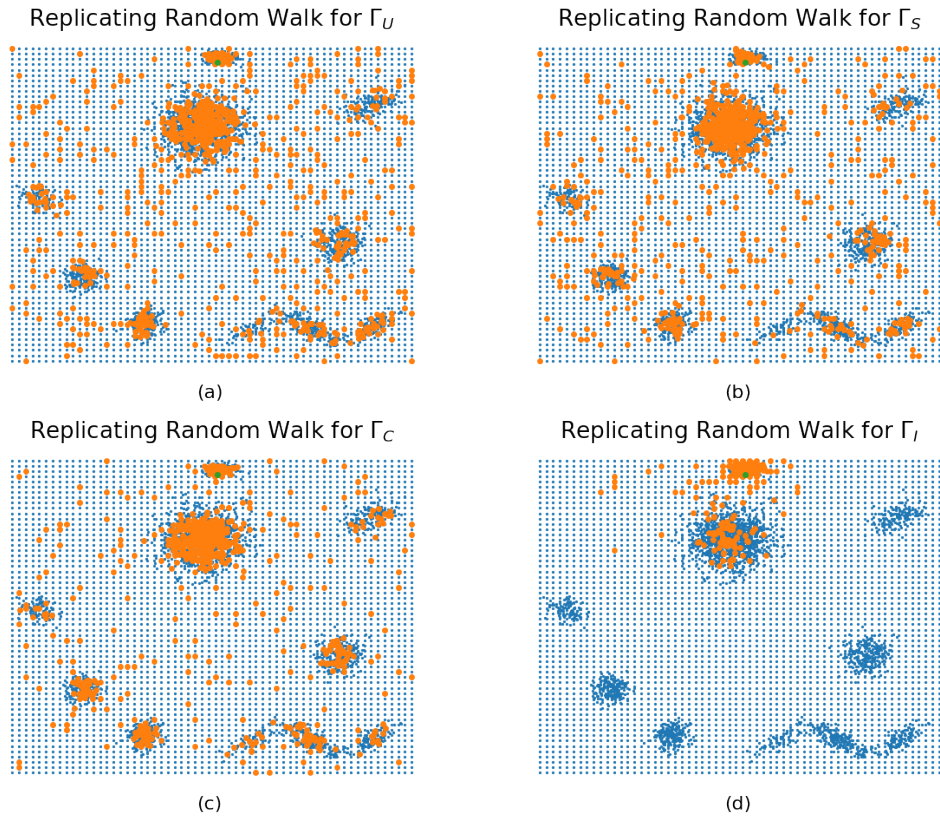 Replicating Random Walk for Γ_U
Replicating Random Walk for Γ_S
(a)
(b)
Replicating Random Walk for Γ_C
Replicating Random Walk for Γ_I
(c)
(d)